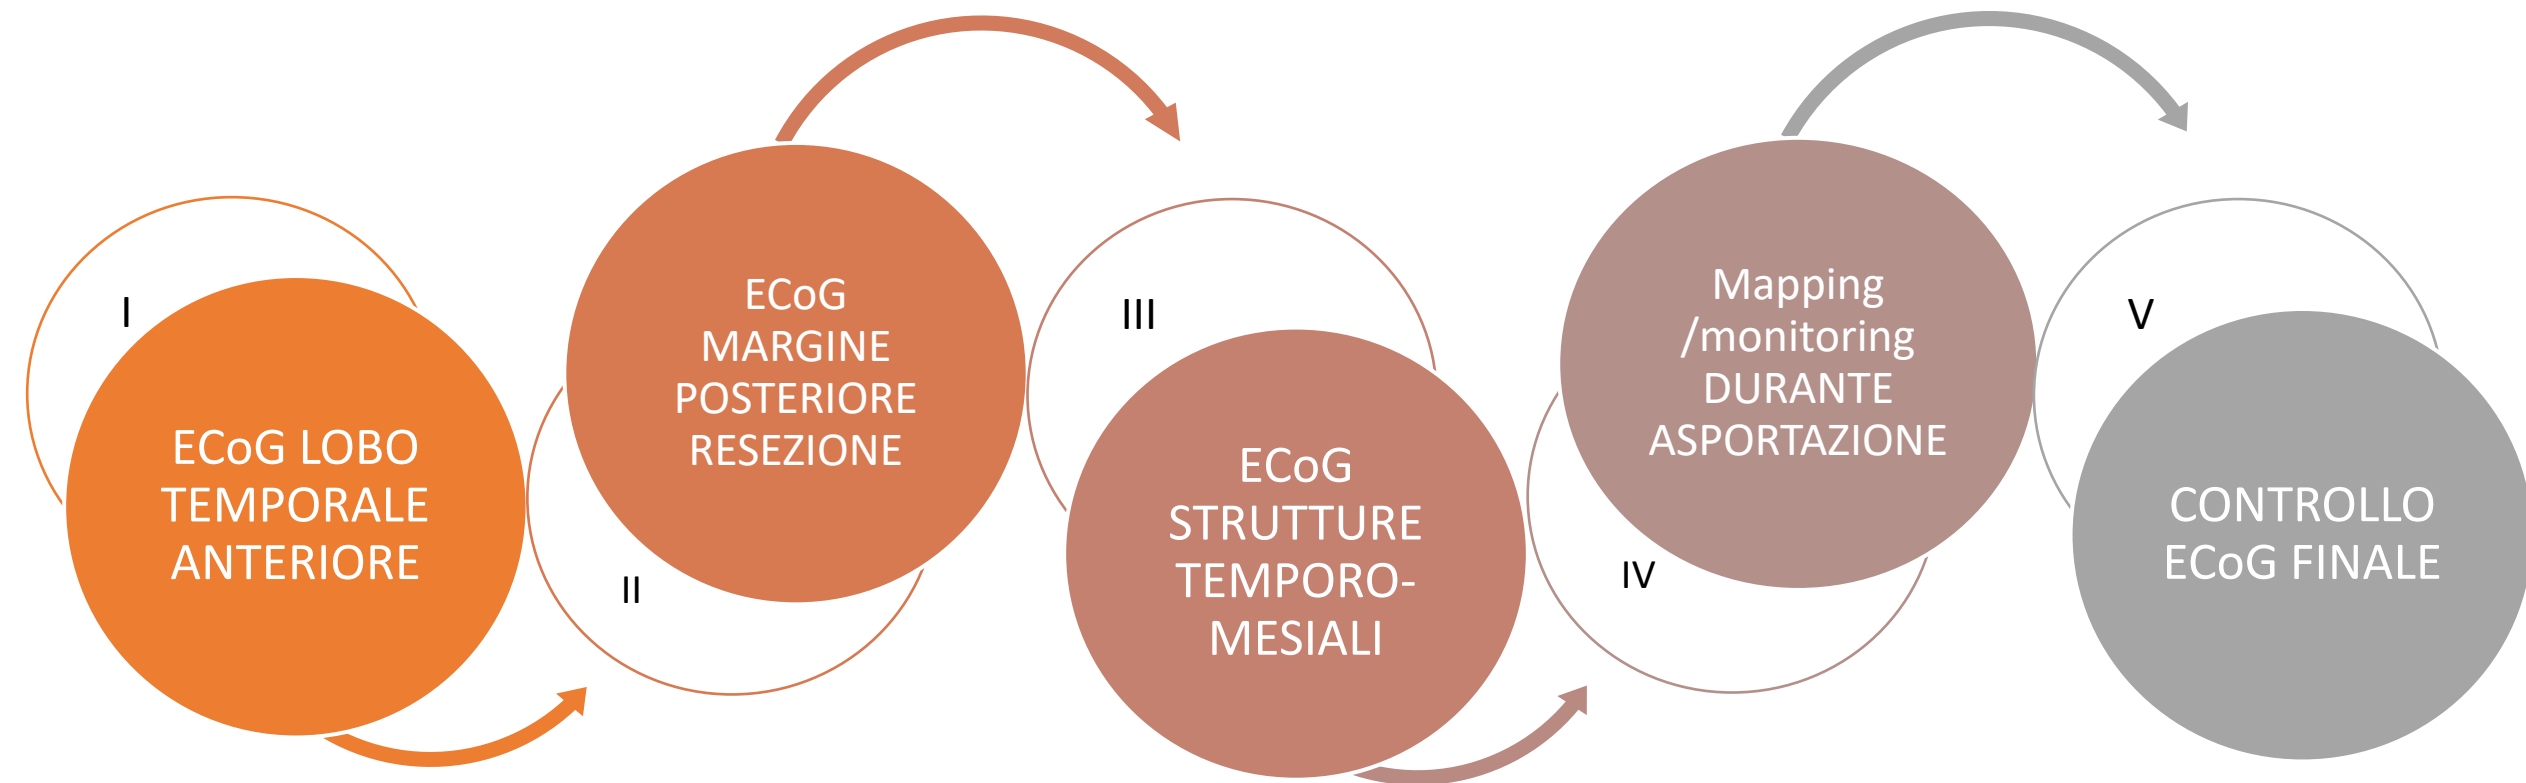 I
ECoG LOBO
TEMPORALE
ANTERIORE
II
ECoG
MARGINE
POSTERIORE
RESEZIONE
III
ECoG
STRUTTURE
TEMPORO-
MESIALI
IV
Mapping
/monitoring
DURANTE
ASPORTAZIONE
V
CONTROLLO
ECoG FINALE